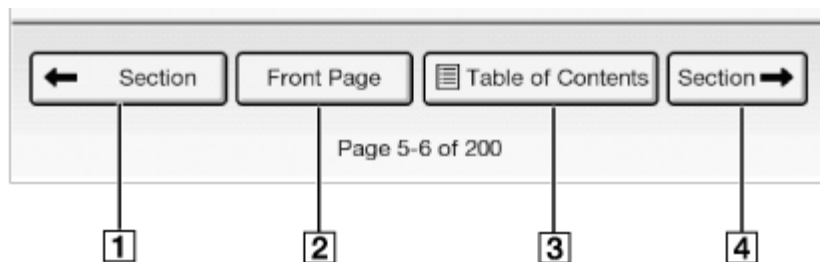 Section Front Page Table of Contents Section
Page 5-6 of 200
1 2 3 4